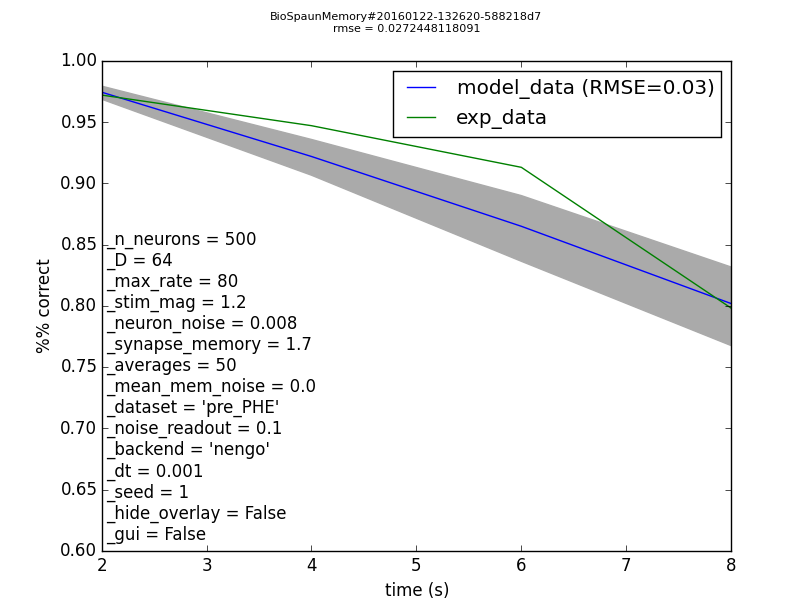 BioSpaunMemory#20160122-132620-588218d7
rmse = 0.0272448118091
1.00
0.95
0.90
0.85
0.80
0.75
0.70
0.65
0.60
%% correct
model_data (RMSE=0.03)
exp_data
_n_neurons = 500
_D = 64
_max_rate = 80
_stim_mag = 1.2
_neuron_noise = 0.008
_synapse_memory = 1.7
_averages = 50
_mean_mem_noise = 0.0
_dataset = 'pre_PHE'
_noise_readout = 0.1
_backend = 'nengo'
_dt = 0.001
_seed = 1
_hide_overlay = False
_gui = False
2 3 4 5 6 7 8
time (s)